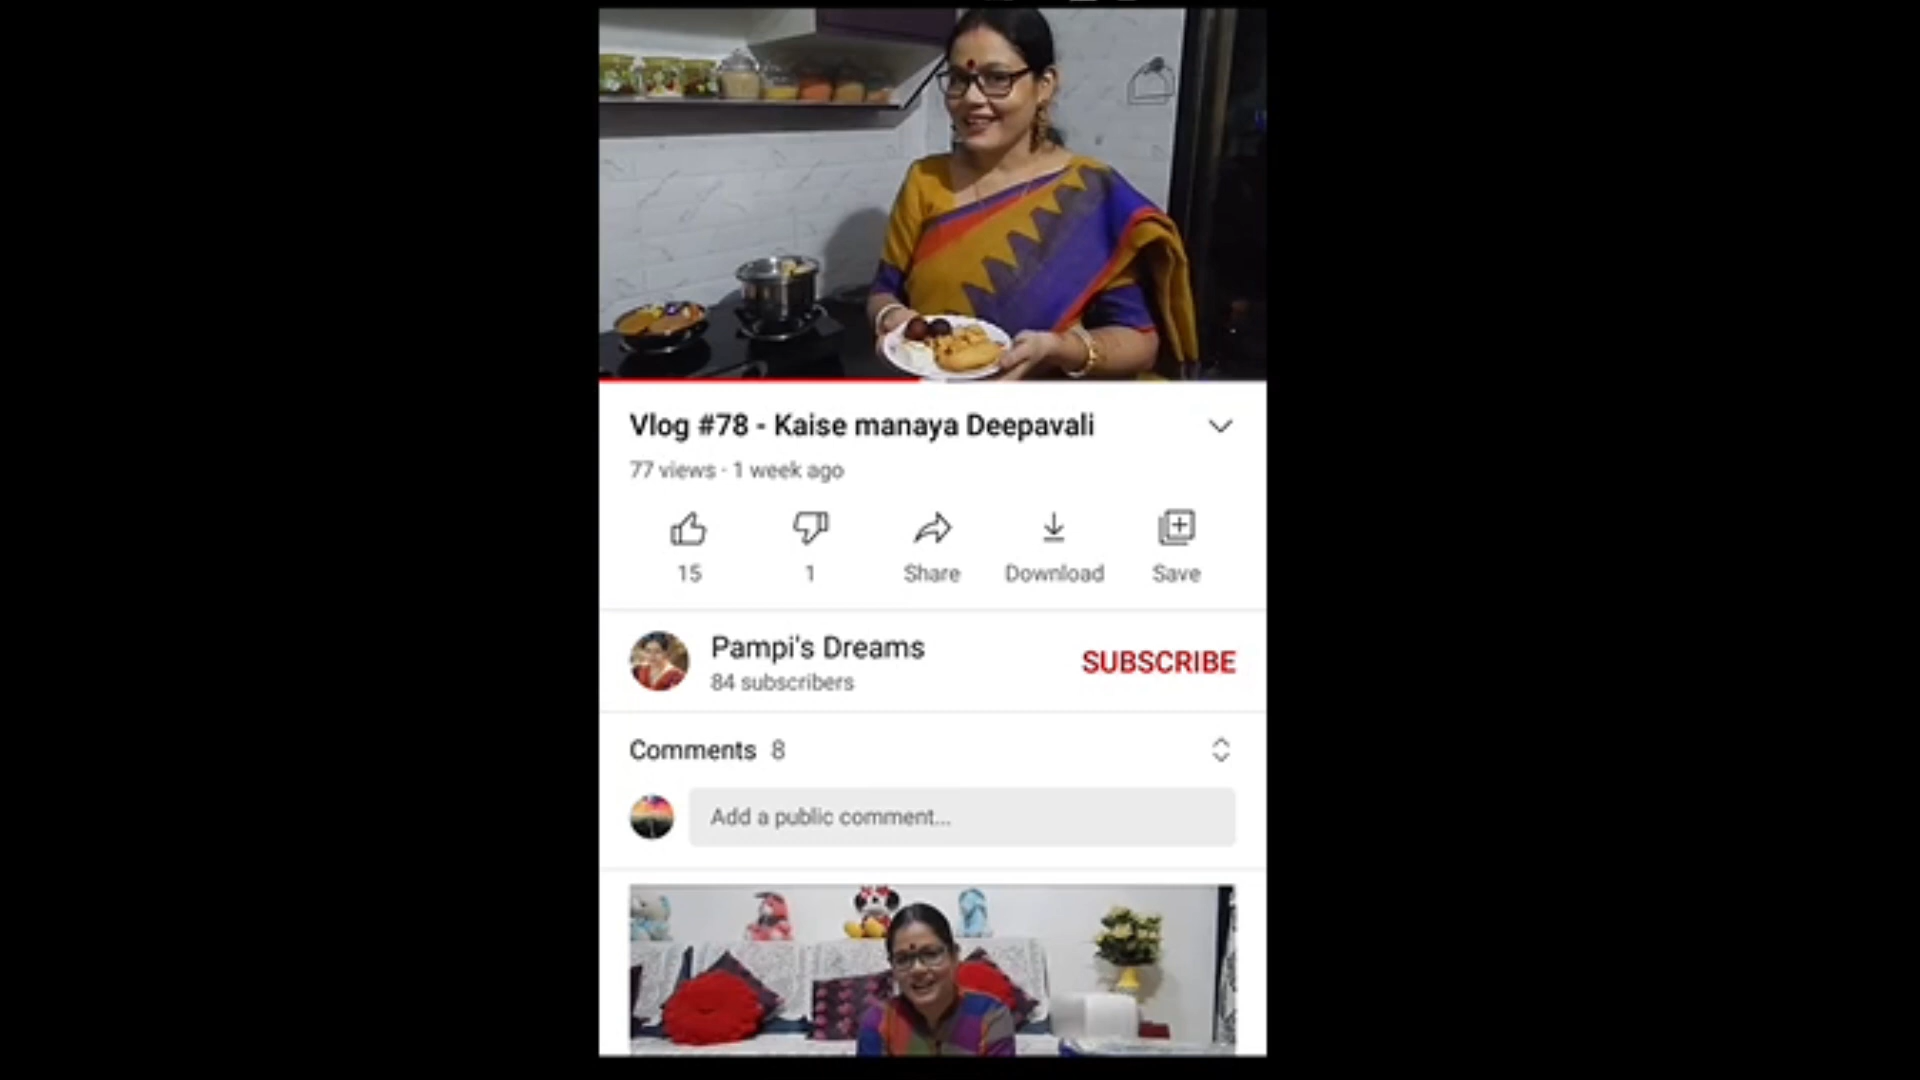 Vlog #78 - Kaise manaya Deepavali
77 views · 1 week ago
15 1 Share Download Save
Pampi's Dreams
84 subscribers
SUBSCRIBE
Comments 8
Add a public comment...